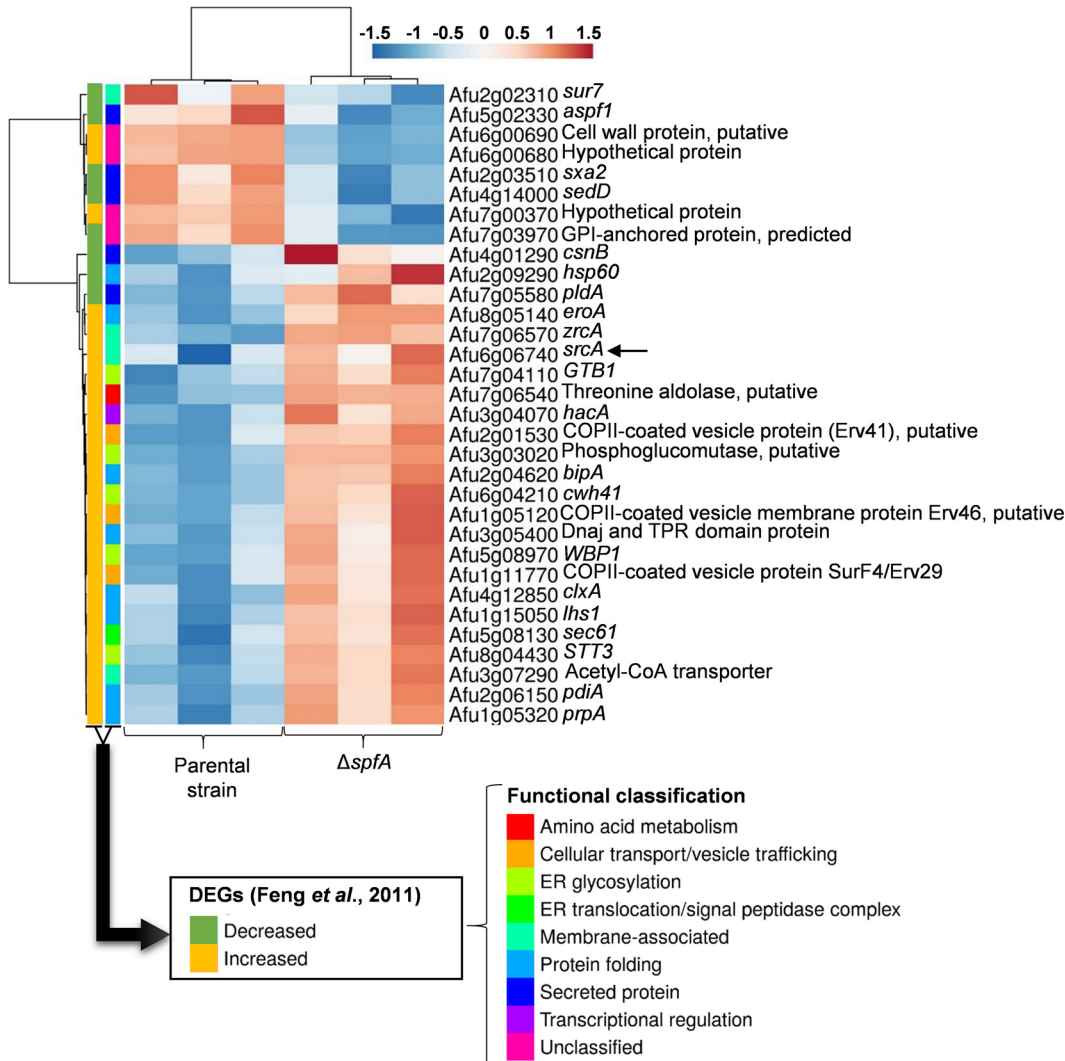 -1.5 -1 -0.5 0 0.5 1 1.5
Afu2g02310 sur7
Afu5g02330 aspf1
Afu6g00690 Cell wall protein, putative
Afu6g00680 Hypothetical protein
Afu2g03510 sxa2
Afu4g14000 sedD
Afu7g00370 Hypothetical protein
Afu7g03970 GPI-anchored protein, predicted
Afu4g01290 csnB
Afu2g09290 hsp60
Afu7g05580 pldA
Afu8g05140 eroA
Afu7g06570 zrcA
Afu6g06740 srcA
Afu7g04110 GTB1
Afu7g06540 Threonine aldolase, putative
Afu3g04070 hacA
Afu2g01530 COPII-coated vesicle protein (Erv41), putative
Afu3g03020 Phosphoglucomutase, putative
Afu2g04620 bipA
Afu6g04210 cwh41
Afu1g05120 COPII-coated vesicle membrane protein Erv46, putative
Afu3g05400 Dnaj and TPR domain protein
Afu5g08970 WBP1
Afu1g11770 COPII-coated vesicle protein SurF4/Erv29
Afu4g12850 clxA
Afu1g15050 lhs1
Afu5g08130 sec61
Afu8g04430 STT3
Afu3g07290 Acetyl-CoA transporter
Afu2g06150 pdiA
Afu1g05320 prpA
Parental
strain
ΔspfA
DEGs (Feng et al., 2011)
Decreased
Increased
Functional classification
Amino acid metabolism
Cellular transport/vesicle trafficking
ER glycosylation
ER translocation/signal peptidase complex
Membrane-associated
Protein folding
Secreted protein
Transcriptional regulation
Unclassified